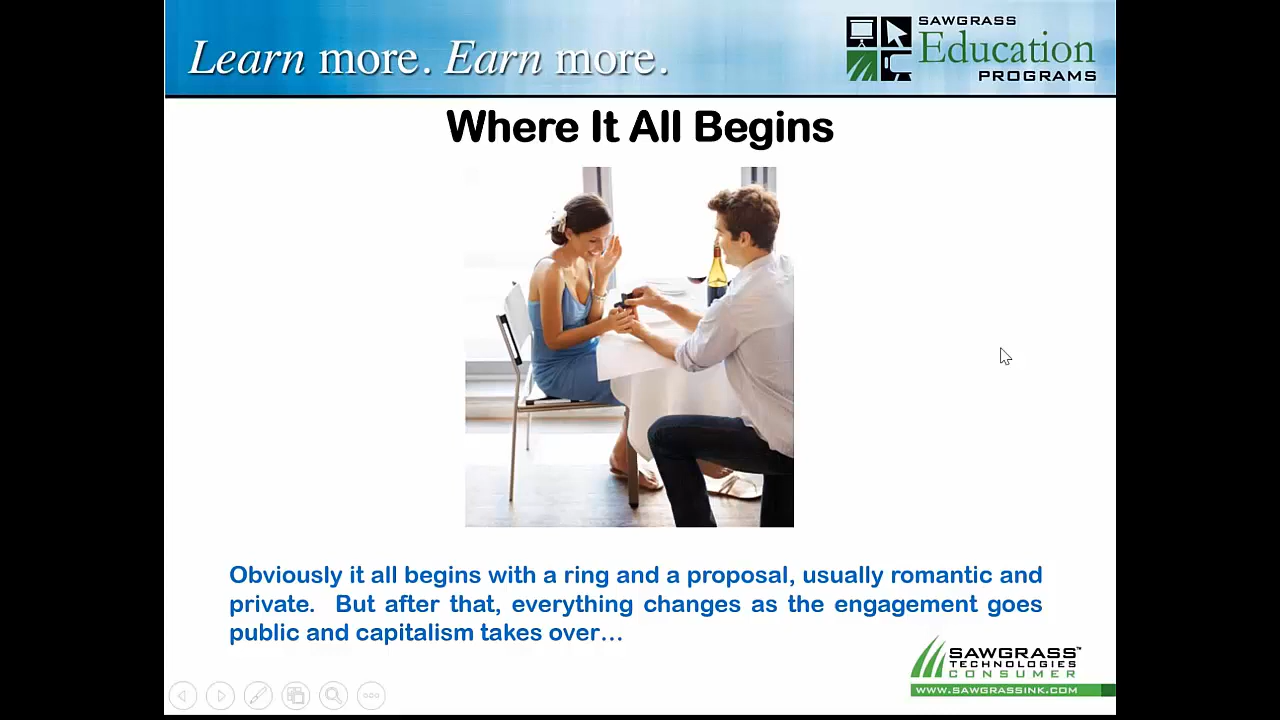 Learn more. Earn more.
SAWGRASS
Education
PROGRAMS
Where It All Begins
Obviously it all begins with a ring and a proposal, usually romantic and
private. But after that, everything changes as the engagement goes
public and capitalism takes over...
SAWGRASS™
TECHNOLOGIES
CONSUMER
WWW.SAWGRASSINK.COM